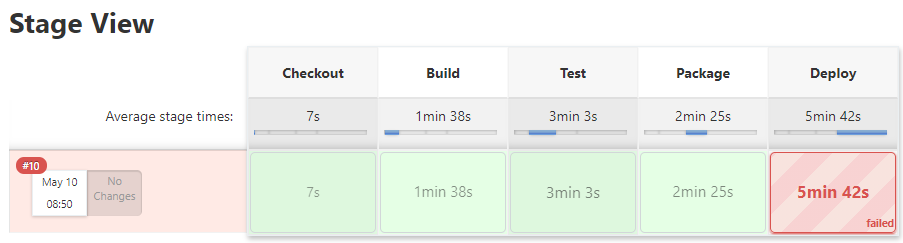 Stage View
Checkout Build Test Package Deploy
Average stage times: 7s 1min 38s 3min 3s 2min 25s 5min 42s
#10
May 10 No
Changes
08:50
7s 1min 38s 3min 3s 2min 25s 5min 42s
failed